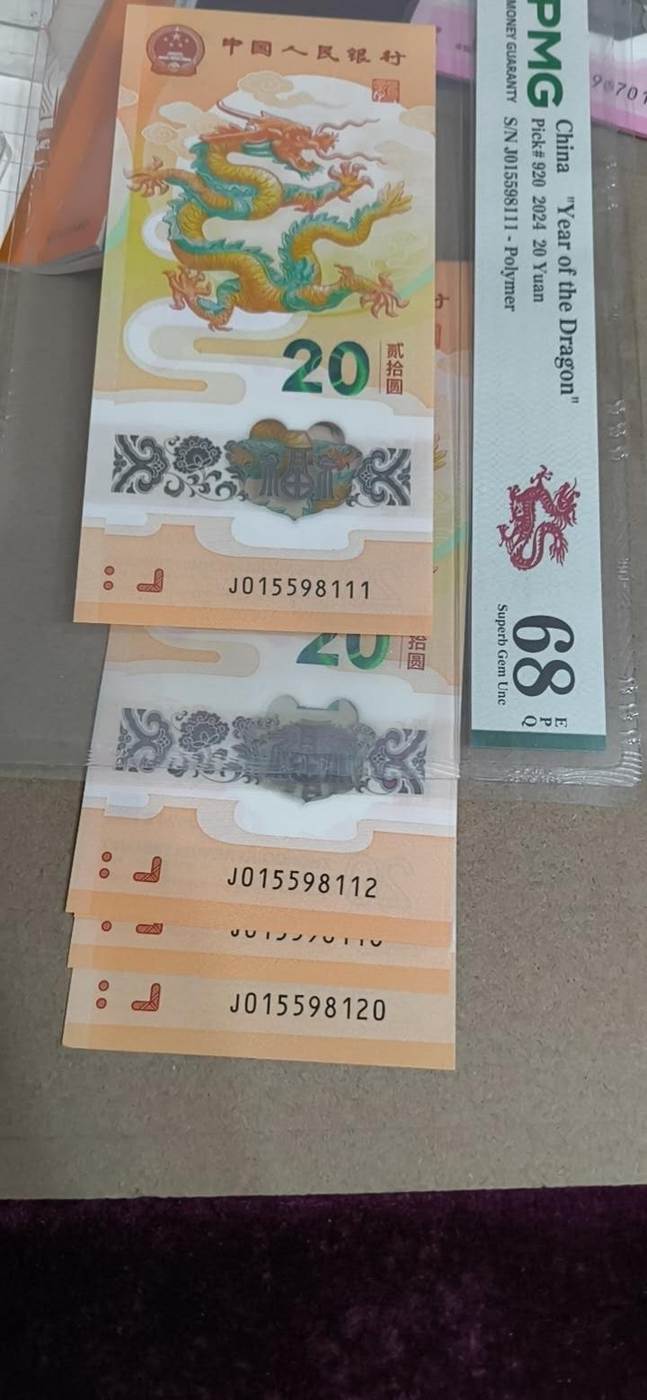 中国人民银行
20
贰拾圆
J015598111
20
拾圆
J015598112
J015598120
PMG
MONEY GUARANTY
China "Year of the Dragon"
Pick# 920 2024 20 Yuan
S/N J015598111 - Polymer
68
EPQ
Superb Gem Unc